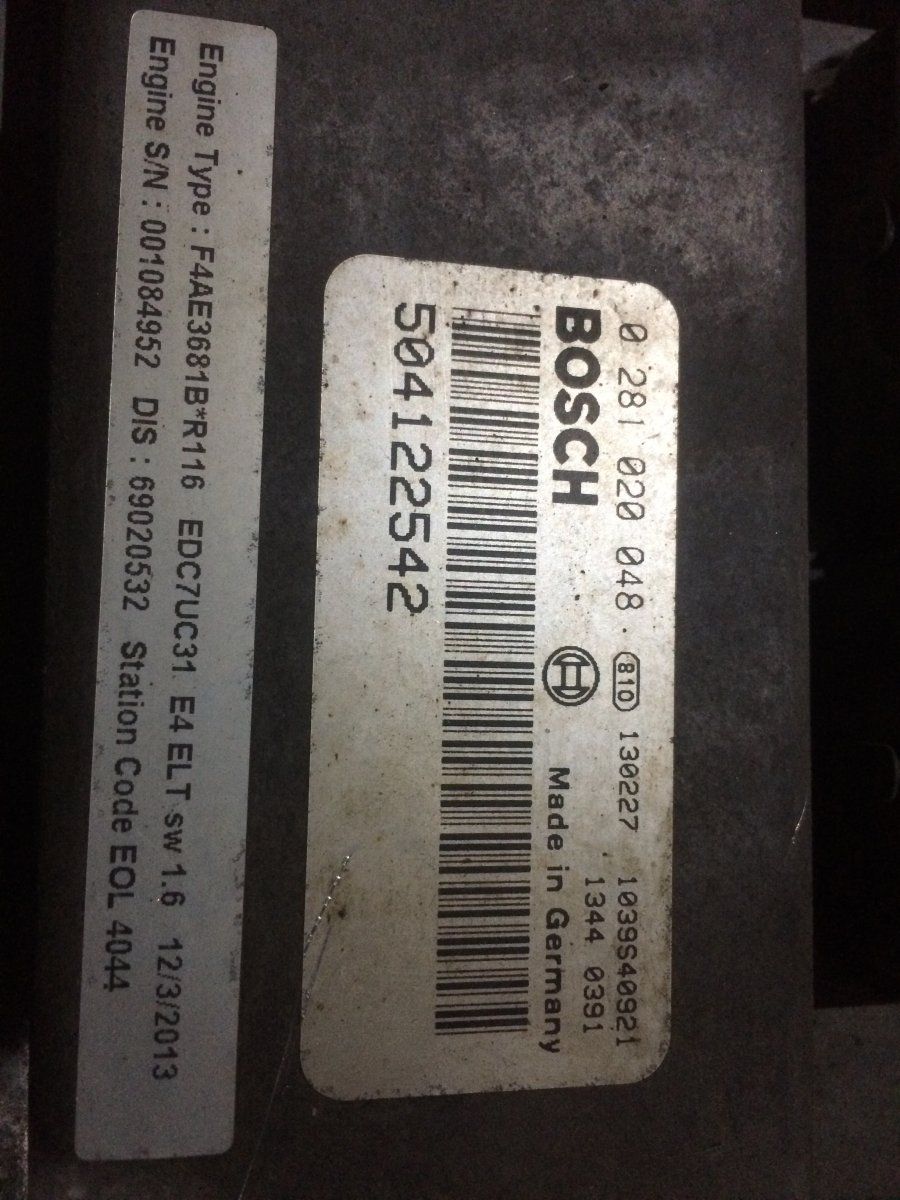 0 281 020 048 810 130227 1039S40921
1344 0391
BOSCH Made in Germany
504122542
Engine Type : F4AE3681B*R116 EDC7UC31 E4 ELT sw 1.6 12/3/2013
Engine S/N : 001084952 DIS : 69020532 Station Code EOL 4044